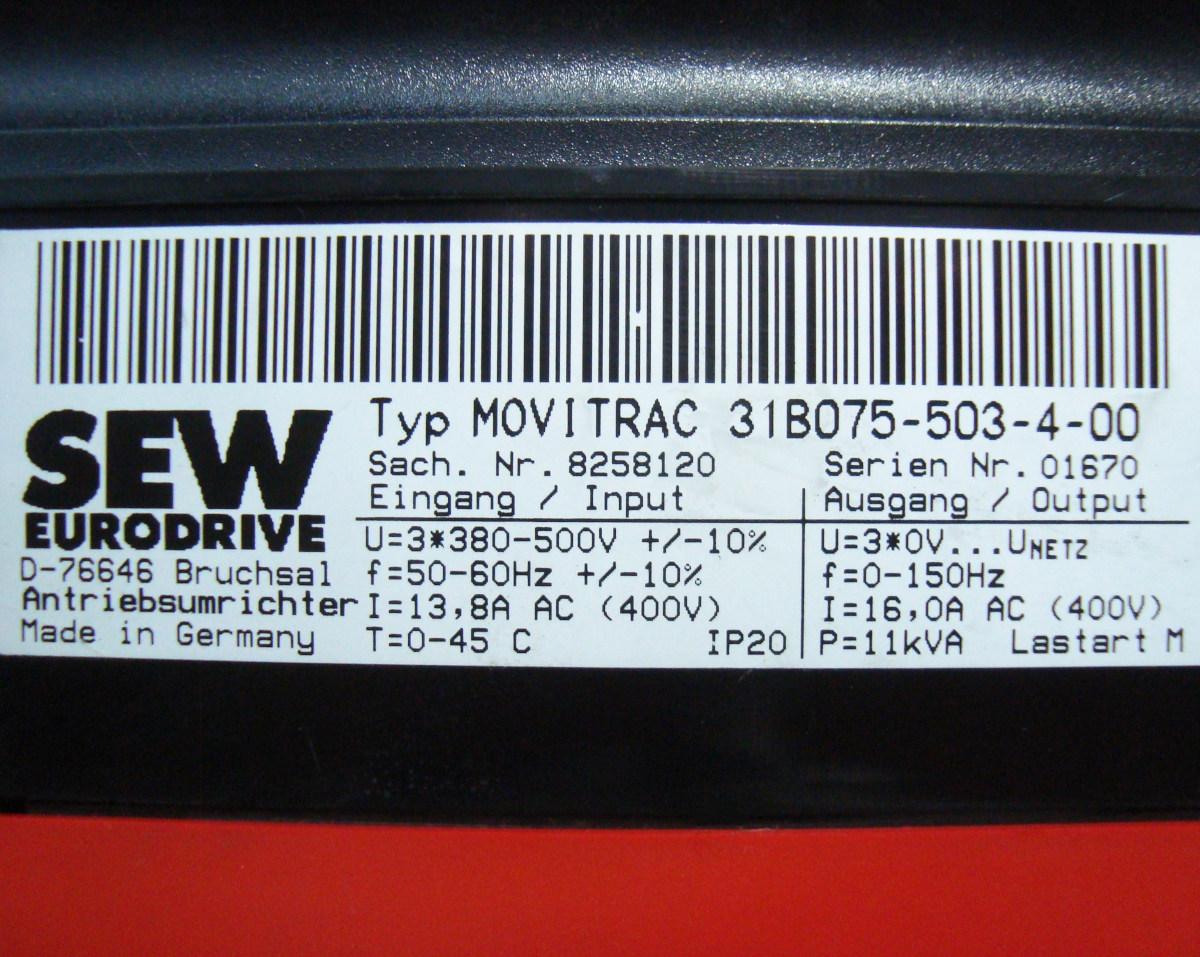 Typ MOVITRAC 31B075-503-4-00
Sach. Nr. 8258120 Serien Nr. 01670
Eingang / Input Ausgang / Output
SEW
EURODRIVE
D-76646 Bruchsal
Antriebsumrichter
Made in Germany
U=3*380-500V +/-10%
f=50-60Hz +/-10%
I=13,8A AC (400V)
T=0-45 C IP20
U=3*0V...UNETZ
f=0-150Hz
I=16,0A AC (400V)
P=11kVA Lastart M